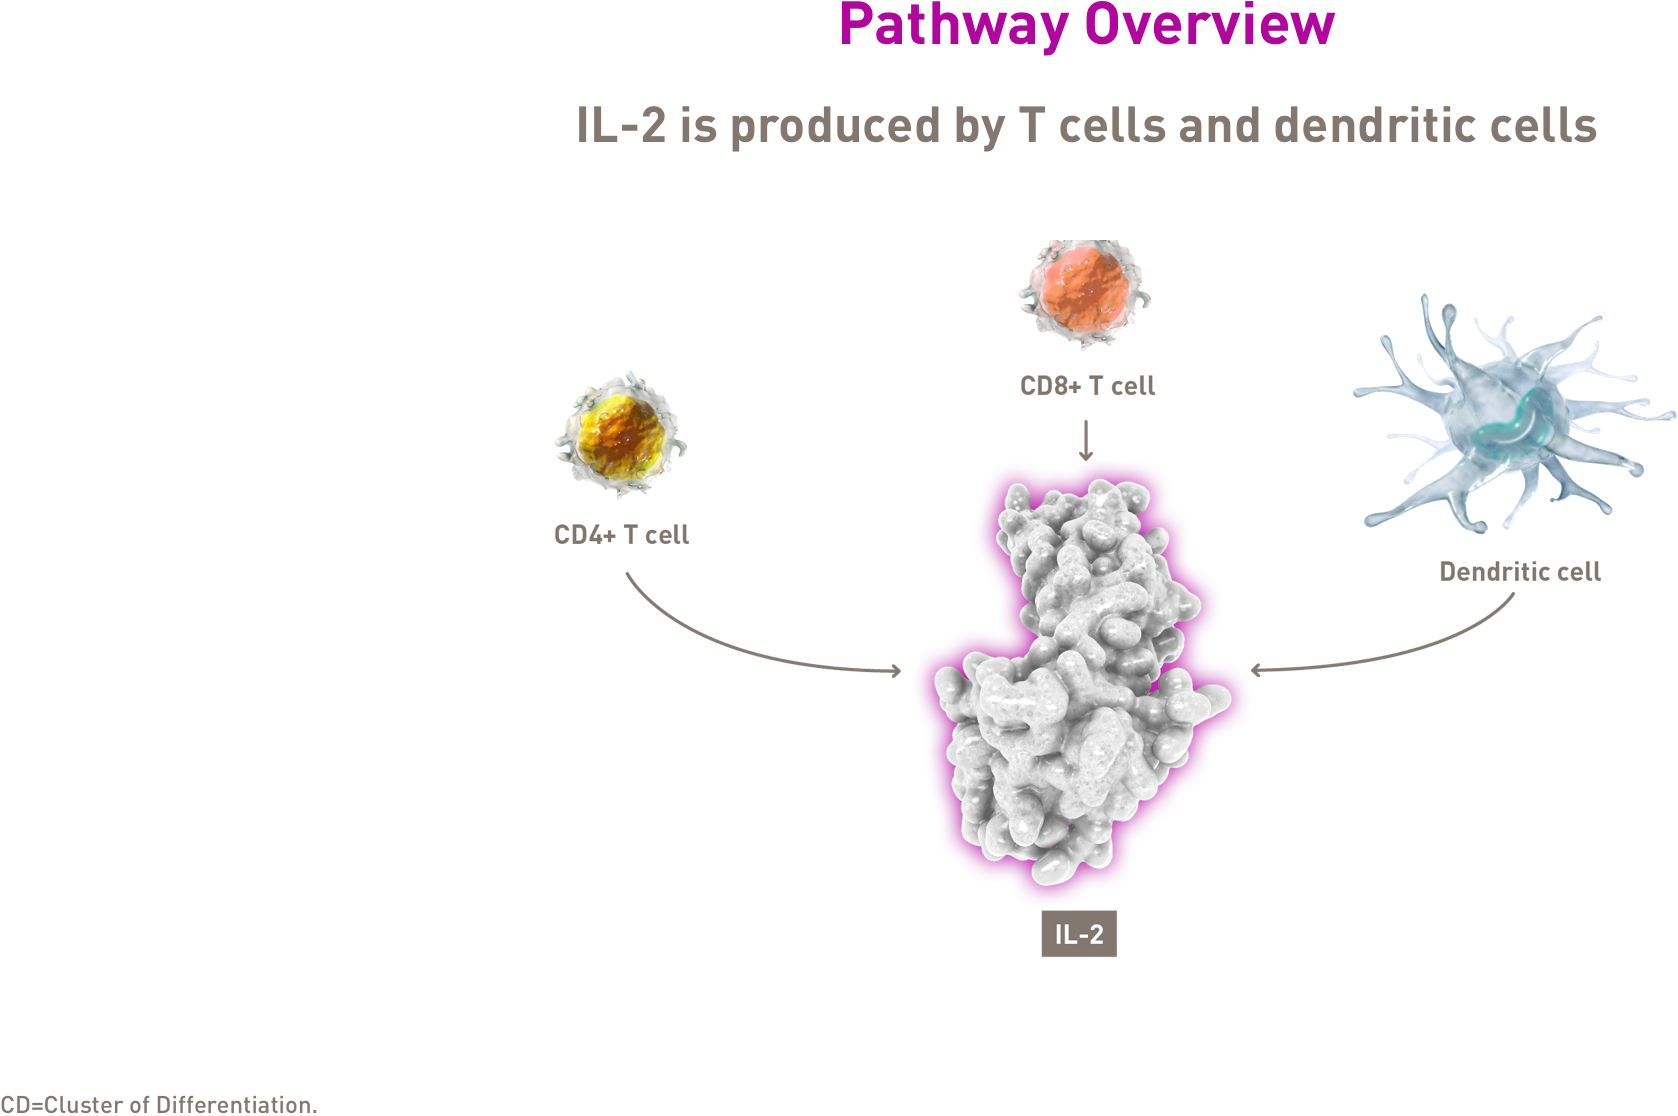 Pathway Overview
IL-2 is produced by T cells and dendritic cells
CD8+ T cell
CD4+ T cell
Dendritic cell
IL-2
CD=Cluster of Differentiation.